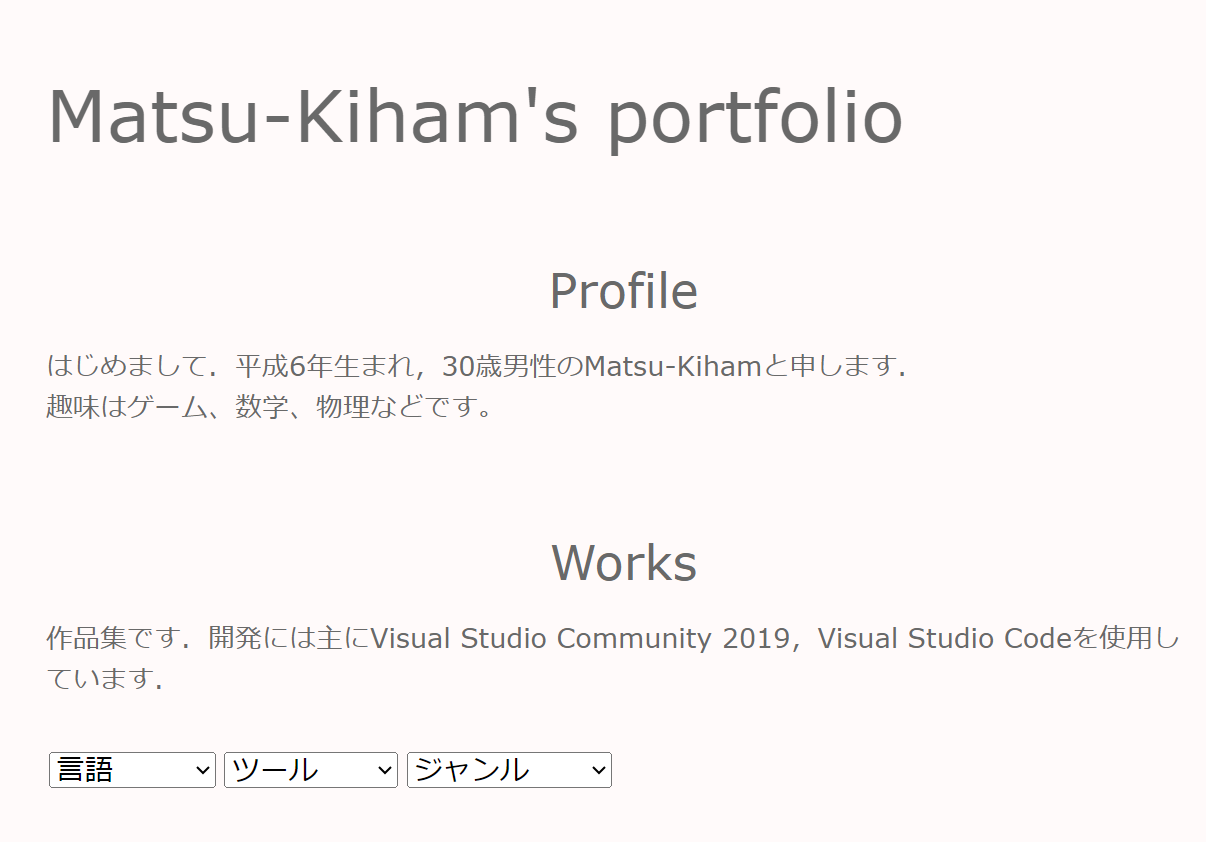 Matsu-Kiham's portfolio
Profile
はじめまして．平成6年生まれ，30歳男性のMatsu-Kihamと申します．
趣味はゲーム、数学、物理などです。
Works
作品集です．開発には主にVisual Studio Community 2019，Visual Studio Codeを使用し
ています．
言語 ツール ジャンル